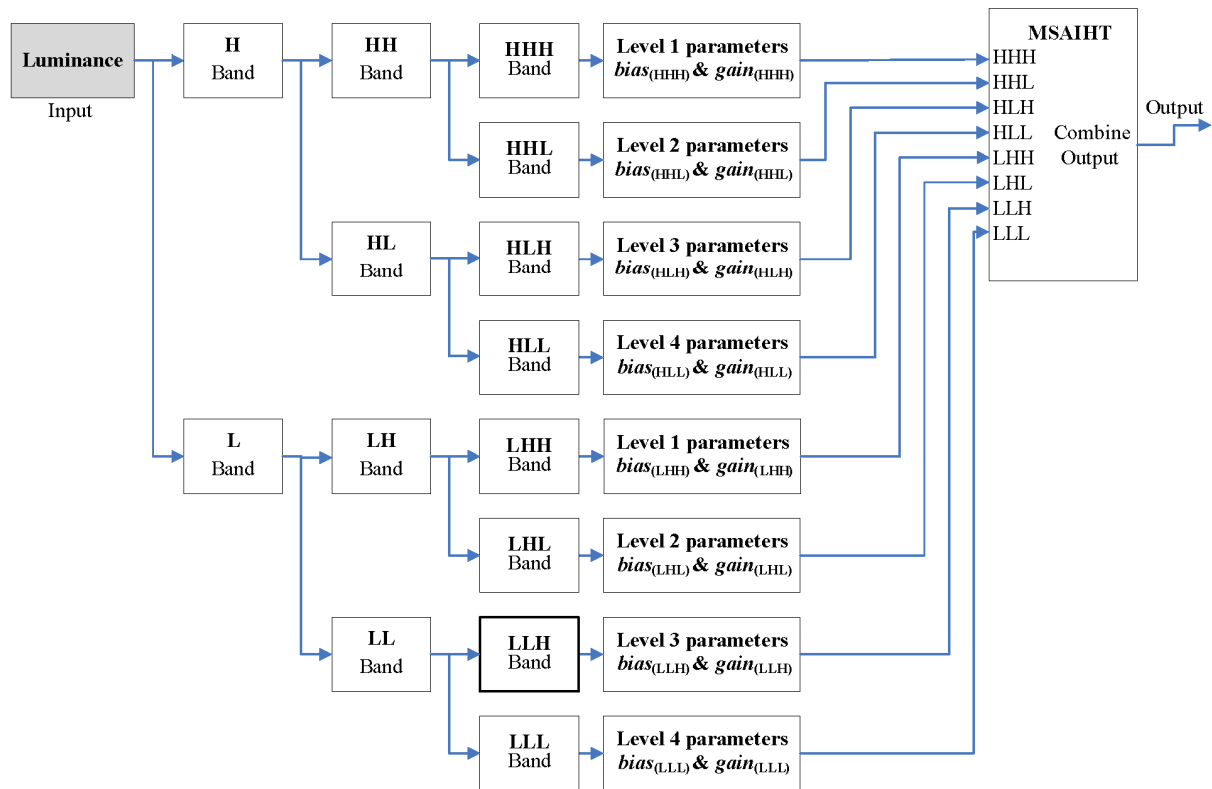 Luminance
Input
H
Band
HH
Band
HHH
Band
Level 1 parameters
bias(HHH) & gain(HHH)
HHL
Band
Level 2 parameters
bias(HHL) & gain(HHL)
HL
Band
HLH
Band
Level 3 parameters
bias(HLH) & gain(HLH)
HLL
Band
Level 4 parameters
bias(HLL) & gain(HLL)
L
Band
LH
Band
LHH
Band
Level 1 parameters
bias(LHH) & gain(LHH)
LHL
Band
Level 2 parameters
bias(LHL) & gain(LHL)
LL
Band
LLH
Band
Level 3 parameters
bias(LLH) & gain(LLH)
LLL
Band
Level 4 parameters
bias(LLL) & gain(LLL)
MSAIHT
HHH
HHL
HLH
HLL
LHH
LHL
LLH
LLL
Combine
Output
Output